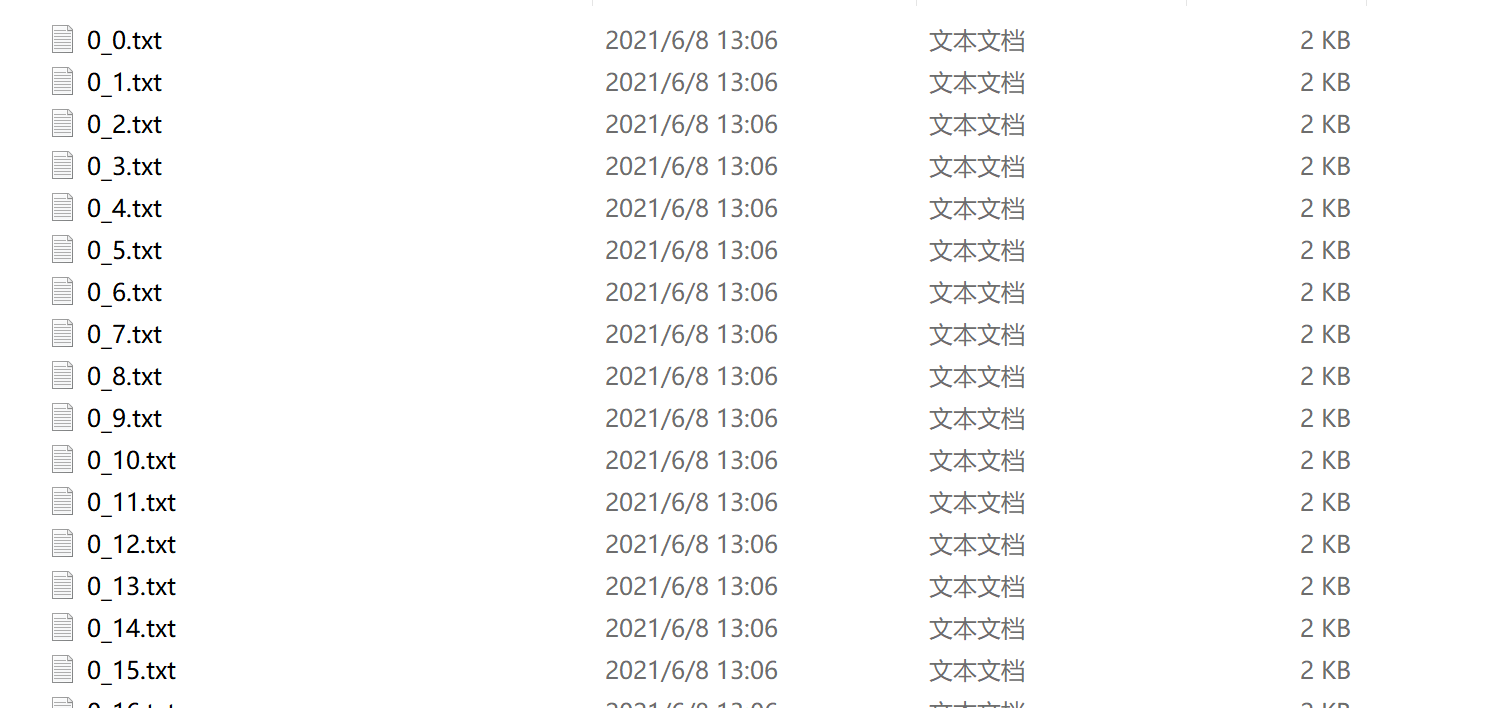 0_0.txt 2021/6/8 13:06 文本文档 2 KB
0_1.txt 2021/6/8 13:06 文本文档 2 KB
0_2.txt 2021/6/8 13:06 文本文档 2 KB
0_3.txt 2021/6/8 13:06 文本文档 2 KB
0_4.txt 2021/6/8 13:06 文本文档 2 KB
0_5.txt 2021/6/8 13:06 文本文档 2 KB
0_6.txt 2021/6/8 13:06 文本文档 2 KB
0_7.txt 2021/6/8 13:06 文本文档 2 KB
0_8.txt 2021/6/8 13:06 文本文档 2 KB
0_9.txt 2021/6/8 13:06 文本文档 2 KB
0_10.txt 2021/6/8 13:06 文本文档 2 KB
0_11.txt 2021/6/8 13:06 文本文档 2 KB
0_12.txt 2021/6/8 13:06 文本文档 2 KB
0_13.txt 2021/6/8 13:06 文本文档 2 KB
0_14.txt 2021/6/8 13:06 文本文档 2 KB
0_15.txt 2021/6/8 13:06 文本文档 2 KB